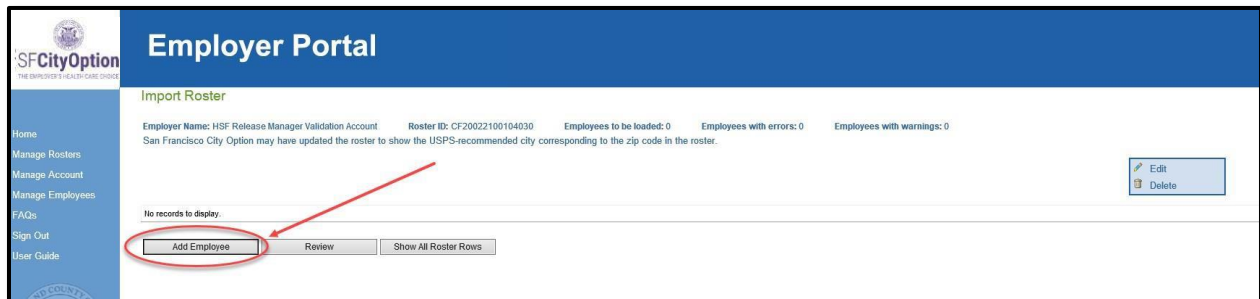 SFCityOption
THE EMPLOYER'S HEALTH CARE CHOICE
Employer Portal
Import Roster
Employer Name: HSF Release Manager Validation Account Roster ID: CF20022100104030 Employees to be loaded: 0 Employees with errors: 0 Employees with warnings: 0
San Francisco City Option may have updated the roster to show the USPS-recommended city corresponding to the zip code in the roster.
Home
Manage Rosters
Manage Account
Manage Employees
FAQs
Sign Out
User Guide
Edit
Delete
No records to display.
Add Employee Review Show All Roster Rows
AND COUNTY